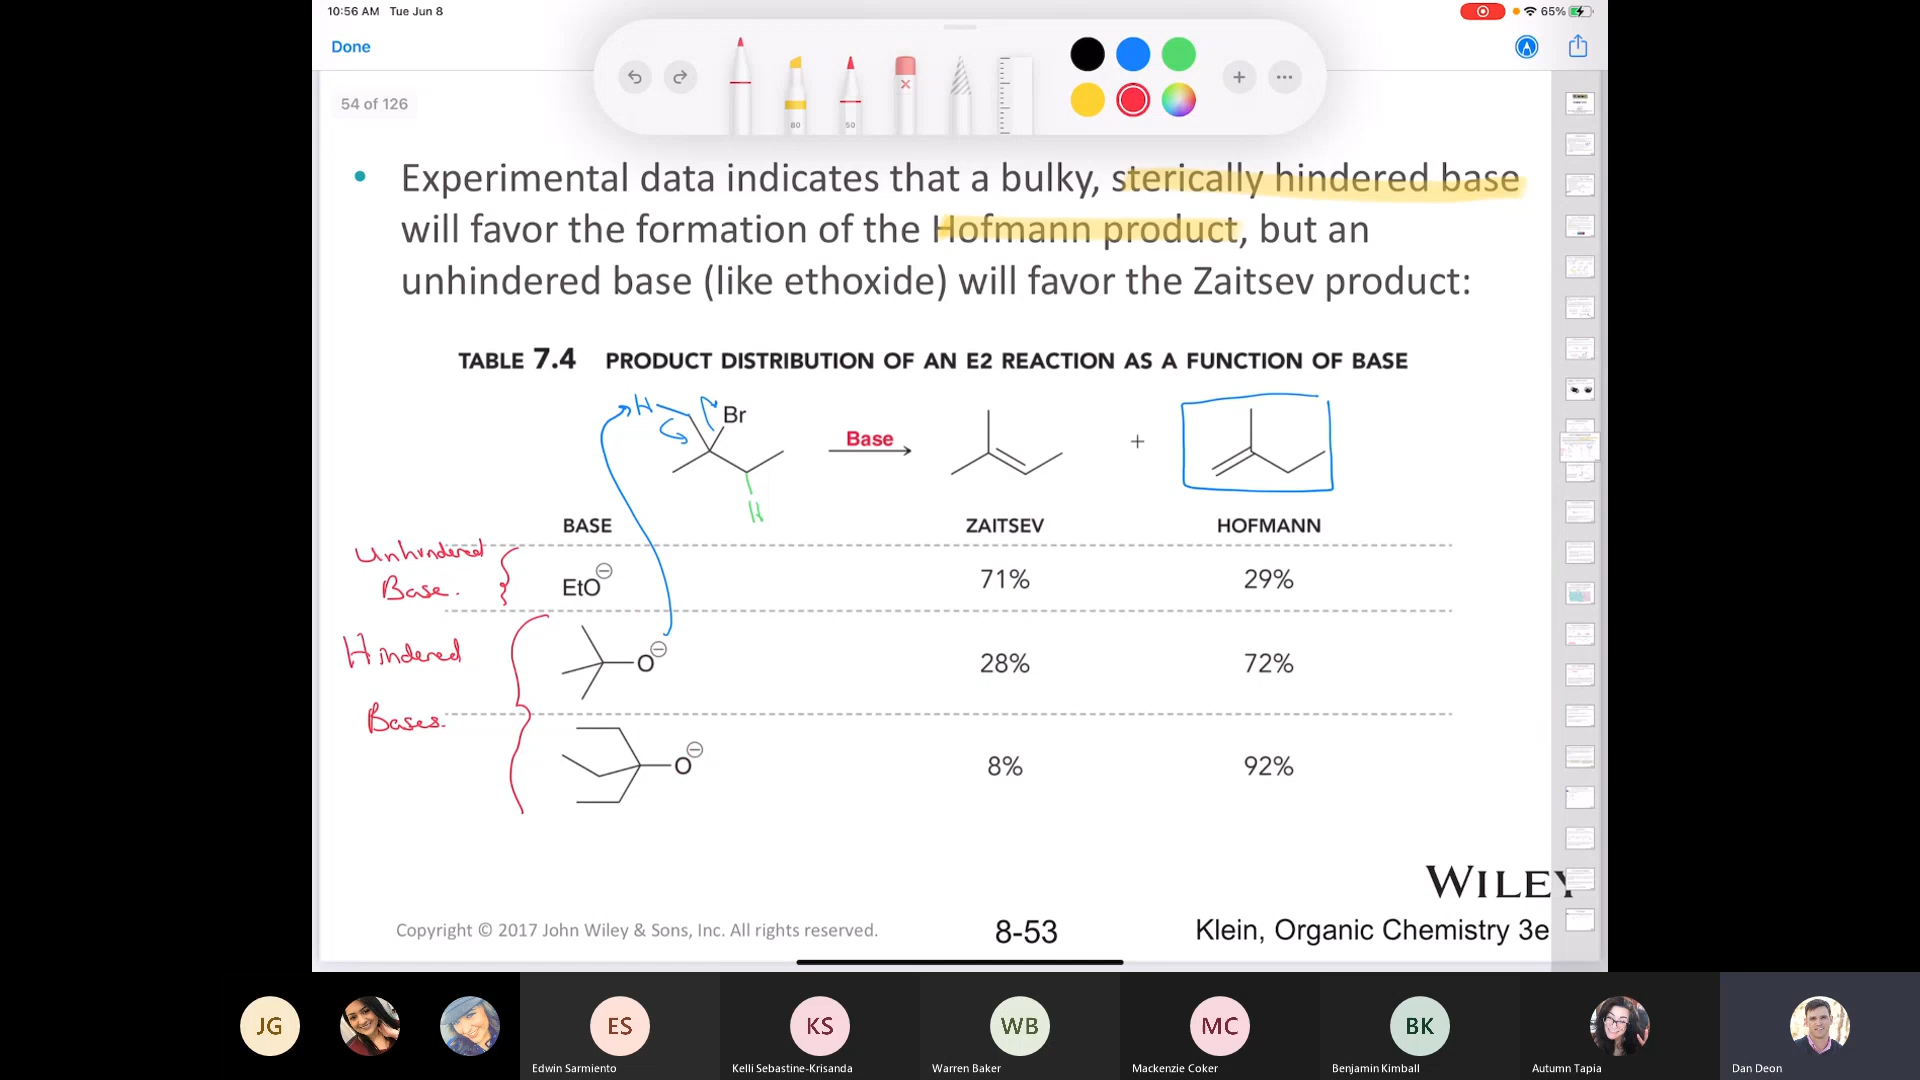 10:56 AM Tue Jun 8
65%
Done
54 of 126
80
50
• Experimental data indicates that a bulky, sterically hindered base
will favor the formation of the Hofmann product, but an
unhindered base (like ethoxide) will favor the Zaitsev product:
TABLE 7.4 PRODUCT DISTRIBUTION OF AN E2 REACTION AS A FUNCTION OF BASE
H
Br
Base
+
H
BASE ZAITSEV HOFMANN
Unhindered
Base.
EtO⊖ 71% 29%
Hindered
O⊖ 28% 72%
Bases.
O⊖ 8% 92%
WILEY
Copyright © 2017 John Wiley & Sons, Inc. All rights reserved. 8-53 Klein, Organic Chemistry 3e
JG ES KS WB MC BK
Edwin Sarmiento Kelli Sebastine-Krisanda Warren Baker Mackenzie Coker Benjamin Kimball Autumn Tapia Dan Deon